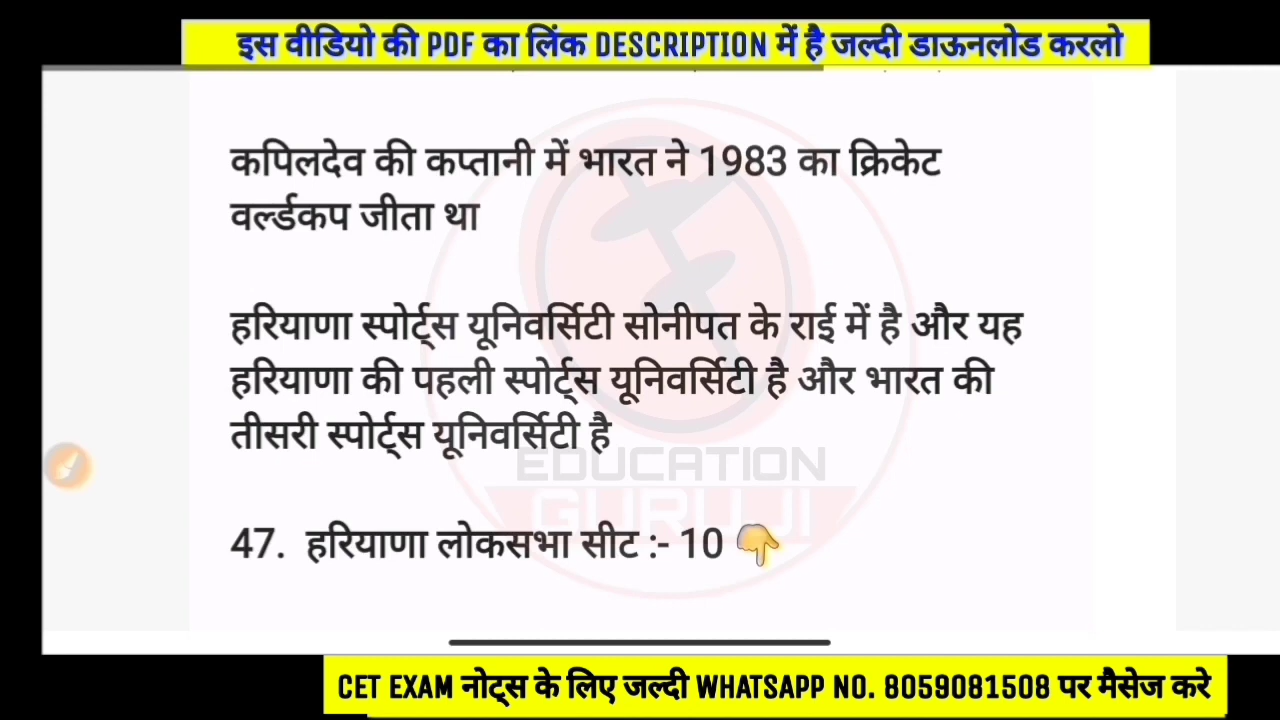 इस वीडियो की PDF का लिंक DESCRIPTION में है जल्दी डाऊनलोड करलो
कपिलदेव की कप्तानी में भारत ने 1983 का क्रिकेट
वर्ल्डकप जीता था
हरियाणा स्पोर्ट्स यूनिवर्सिटी सोनीपत के राई में है और यह
हरियाणा की पहली स्पोर्ट्स यूनिवर्सिटी है और भारत की
तीसरी स्पोर्ट्स यूनिवर्सिटी है
EDUCATION
GURUJI
47. हरियाणा लोकसभा सीट :- 10 👇
CET EXAM नोट्स के लिए जल्दी WHATSAPP NO. 8059081508 पर मैसेज करे